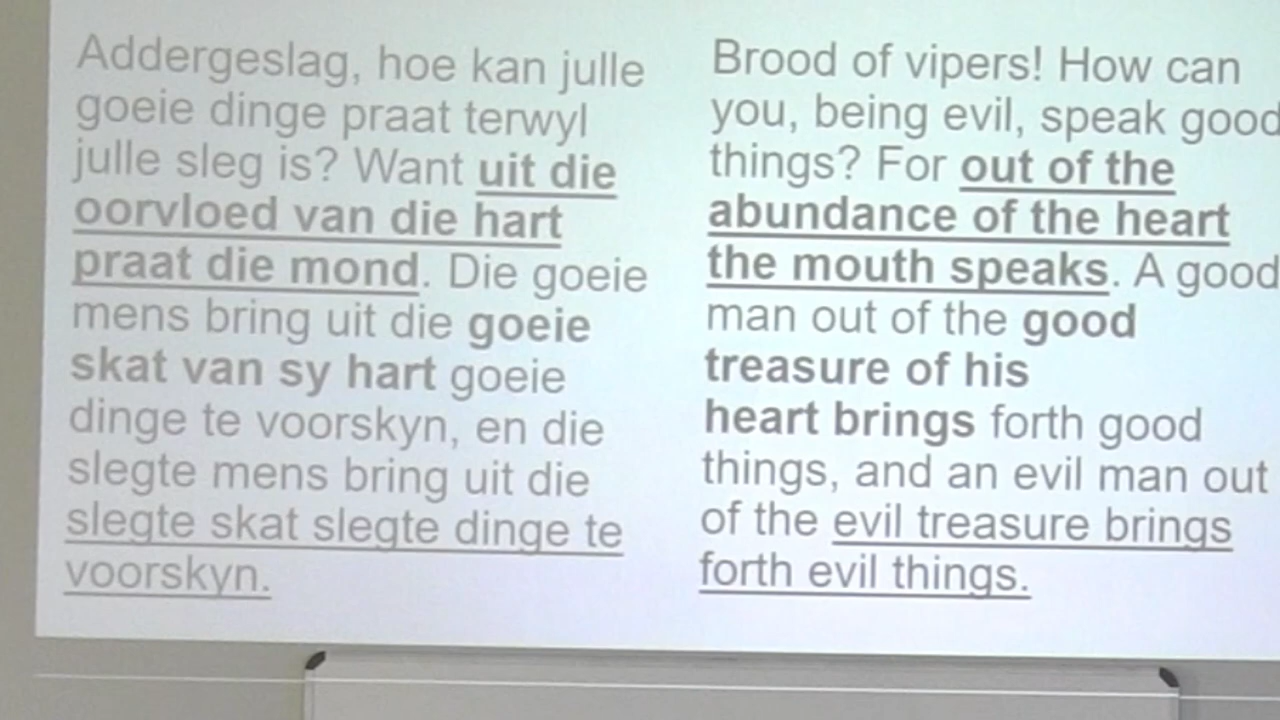 Addergeslag, hoe kan julle
goeie dinge praat terwyl
julle sleg is? Want uit die
oorvloed van die hart
praat die mond. Die goeie
mens bring uit die goeie
skat van sy hart goeie
dinge te voorskyn, en die
slegte mens bring uit die
slegte skat slegte dinge te
voorskyn.
Brood of vipers! How can
you, being evil, speak good
things? For out of the
abundance of the heart
the mouth speaks. A good
man out of the good
treasure of his
heart brings forth good
things, and an evil man out
of the evil treasure brings
forth evil things.